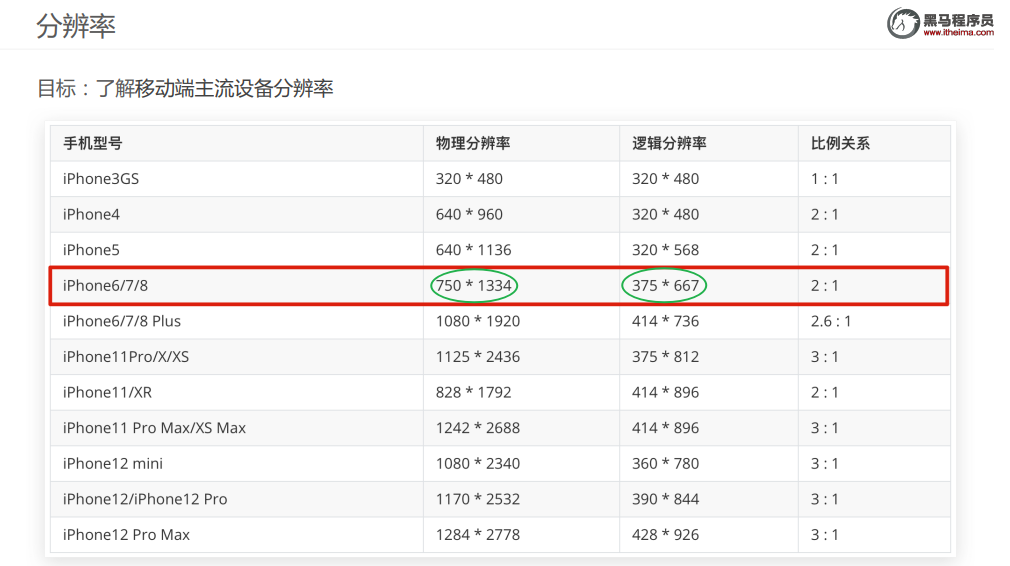 分辨率
黑马程序员
www.itheima.com
目标：了解移动端主流设备分辨率
手机型号 物理分辨率 逻辑分辨率 比例关系
iPhone3GS 320 * 480 320 * 480 1 : 1
iPhone4 640 * 960 320 * 480 2 : 1
iPhone5 640 * 1136 320 * 568 2 : 1
iPhone6/7/8 750 * 1334 375 * 667 2 : 1
iPhone6/7/8 Plus 1080 * 1920 414 * 736 2.6 : 1
iPhone11Pro/X/XS 1125 * 2436 375 * 812 3 : 1
iPhone11/XR 828 * 1792 414 * 896 2 : 1
iPhone11 Pro Max/XS Max 1242 * 2688 414 * 896 3 : 1
iPhone12 mini 1080 * 2340 360 * 780 3 : 1
iPhone12/iPhone12 Pro 1170 * 2532 390 * 844 3 : 1
iPhone12 Pro Max 1284 * 2778 428 * 926 3 : 1